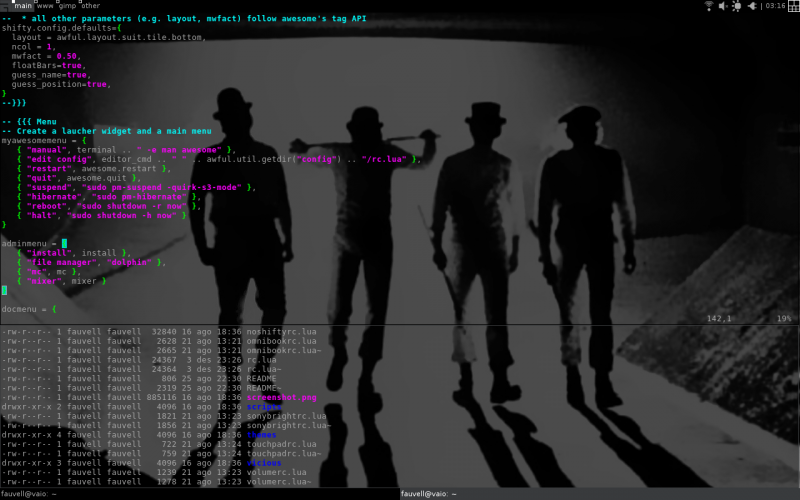 main www gimp other | 03:16
--  * all other parameters (e.g. layout, mwfact) follow awesome's tag API
shifty.config.defaults={
  layout = awful.layout.suit.tile.bottom,
  ncol = 1,
  mwfact = 0.50,
  floatBars=true,
  guess_name=true,
  guess_position=true,
}
--}}}

-- {{{ Menu
-- Create a laucher widget and a main menu
myawesomemenu = {
   { "manual", terminal .. " -e man awesome" },
   { "edit config", editor_cmd .. " " .. awful.util.getdir("config") .. "/rc.lua" },
   { "restart", awesome.restart },
   { "quit", awesome.quit },
   { "suspend", "sudo pm-suspend -quirk-s3-mode" },
   { "hibernate", "sudo pm-hibernate" },
   { "reboot", "sudo shutdown -r now" },
   { "halt", "sudo shutdown -h now" }
}

adminmenu = {
   { "install", install },
   { "file manager", "dolphin" },
   { "mc", mc },
   { "mixer", mixer }
}

docmenu = {
142,1 19%
-rw-r--r-- 1 fauvell fauvell  32840 16 ago 18:36 noshiftyrc.lua
-rw-r--r-- 1 fauvell fauvell   2628 21 ago 13:21 omnibookrc.lua
-rw-r--r-- 1 fauvell fauvell   2665 21 ago 13:21 omnibookrc.lua~
-rw-r--r-- 1 fauvell fauvell  24367  3 des 23:26 rc.lua
-rw-r--r-- 1 fauvell fauvell  24364  3 des 23:26 rc.lua~
-rw-r--r-- 1 fauvell fauvell    806 25 ago 22:30 README
-rw-r--r-- 1 fauvell fauvell   2319 25 ago 22:30 README~
-rw-r--r-- 1 fauvell fauvell 885116 16 ago 18:36 screenshot.png
drwxr-xr-x 2 fauvell fauvell   4096 16 ago 18:36 scripts
-rw-r--r-- 1 fauvell fauvell   1821 21 ago 13:23 sonybrightrc.lua
-rw-r--r-- 1 fauvell fauvell   1856 21 ago 13:23 sonybrightrc.lua~
drwxr-xr-x 4 fauvell fauvell   4096 16 ago 18:36 themes
-rw-r--r-- 1 fauvell fauvell    722 21 ago 13:24 touchpadrc.lua
-rw-r--r-- 1 fauvell fauvell    759 21 ago 13:24 touchpadrc.lua~
drwxr-xr-x 3 fauvell fauvell   4096 16 ago 18:36 vicious
-rw-r--r-- 1 fauvell fauvell   1239 21 ago 13:23 volumerc.lua
-rw-r--r-- 1 fauvell fauvell   1278 21 ago 13:23 volumerc.lua~
fauvell@vaio: ~ fauvell@vaio: ~